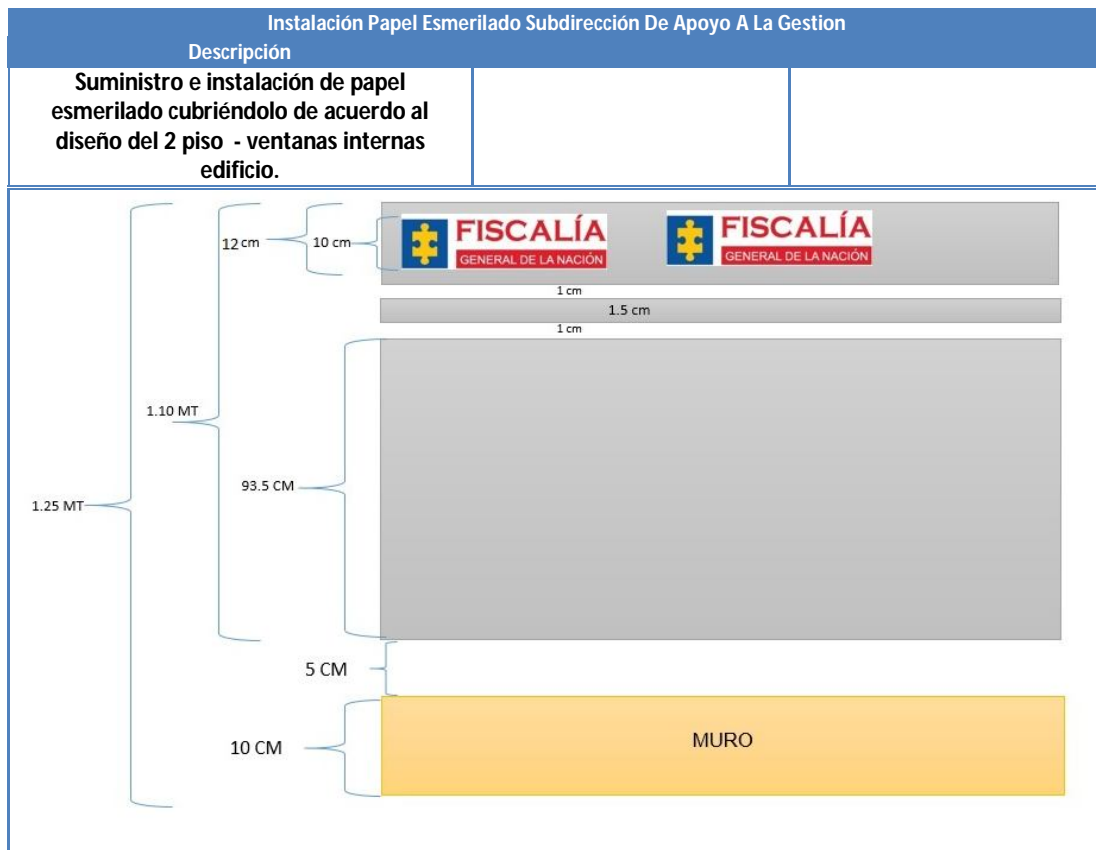 Instalación Papel Esmerilado Subdirección De Apoyo A La Gestion
Descripción
Suministro e instalación de papel
esmerilado cubriéndolo de acuerdo al
diseño del 2 piso - ventanas internas
edificio.
12 cm
10 cm
FISCALÍA
GENERAL DE LA NACIÓN
FISCALÍA
GENERAL DE LA NACIÓN
1 cm
1.5 cm
1 cm
1.10 MT
93.5 CM
1.25 MT
5 CM
10 CM
MURO